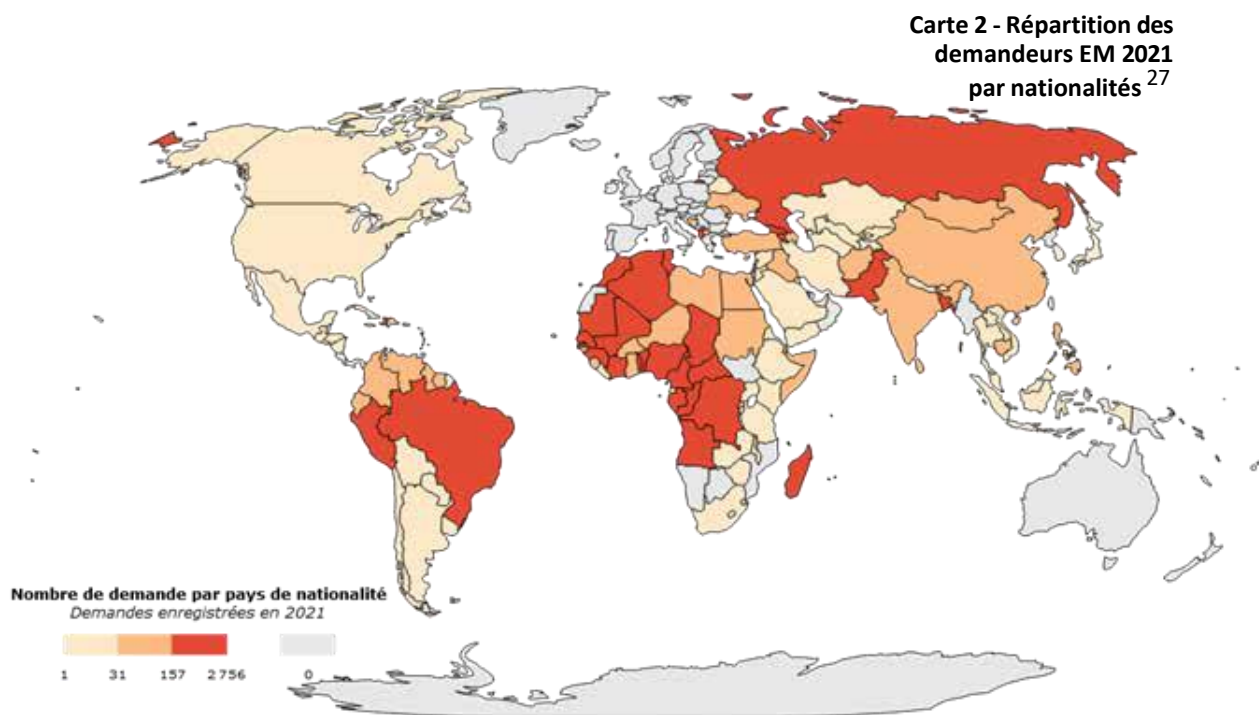 Carte 2 - Répartition des
demandeurs EM 2021
par nationalités 27
Nombre de demande par pays de nationalité
Demandes enregistrées en 2021
1 31 157 2 756 0